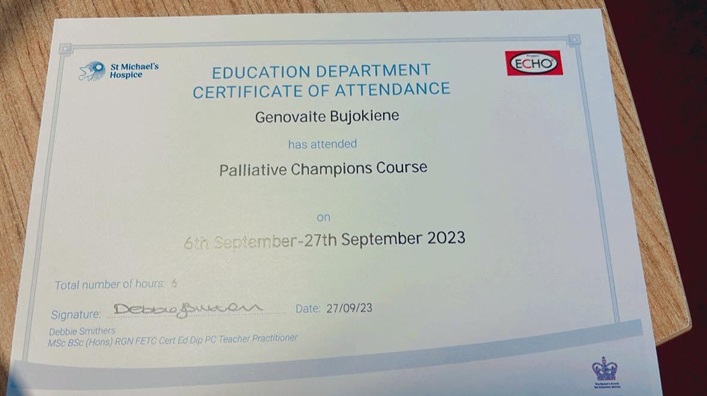 St Michael's
Hospice
ECHO
EDUCATION DEPARTMENT
CERTIFICATE OF ATTENDANCE
Genovaite Bujokiene
has attended
Palliative Champions Course
on
6th September-27th September 2023
Total number of hours: 6
Signature:
Date: 27/09/23
Debbie Smithers
MSc BSc (Hons) RGN FETC Cert Ed Dip PC Teacher Practitioner